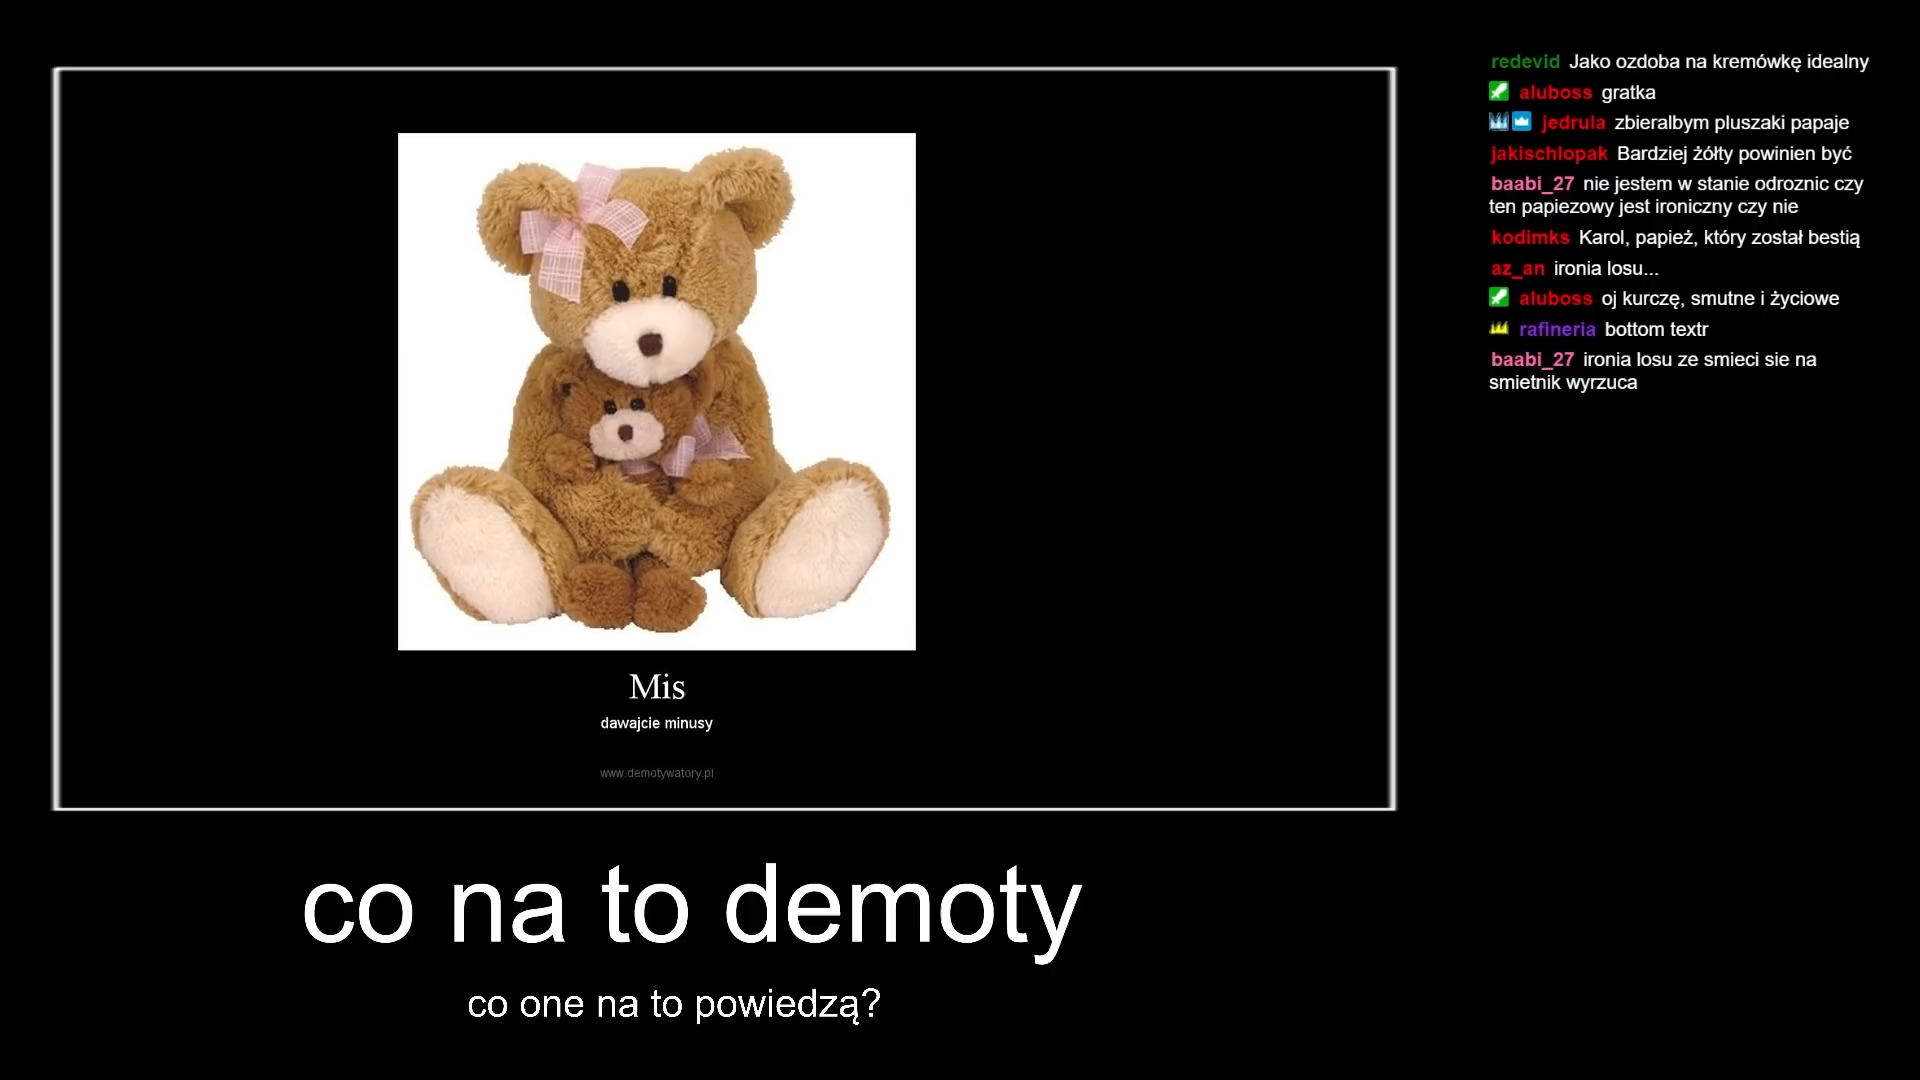 Mis
dawajcie minusy
www.demotywatory.pl
co na to demoty
co one na to powiedzą?
redevid Jako ozdoba na kremówkę idealny
aluboss gratka
jedrula zbieralbym pluszaki papaje
jakischlopak Bardziej żółty powinien być
baabi_27 nie jestem w stanie odroznic czy
ten papiezowy jest ironiczny czy nie
kodimks Karol, papież, który został bestią
az_an ironia losu...
aluboss oj kurczę, smutne i życiowe
rafineria bottom textr
baabi_27 ironia losu ze smieci sie na
smietnik wyrzuca